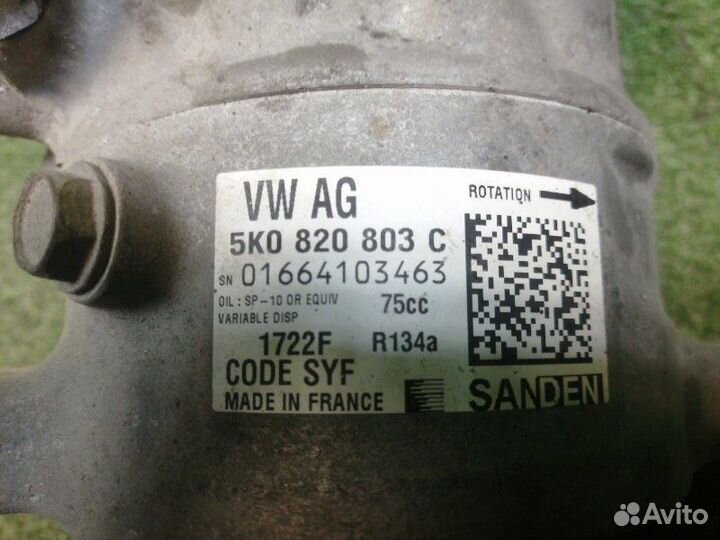 VW AG
ROTATION
5K0 820 803 C
SN 01664103463
OIL : SP-10 OR EQUIV 75cc
VARIABLE DISP
1722F R134a
CODE SYF
MADE IN FRANCE SANDEN
Avito